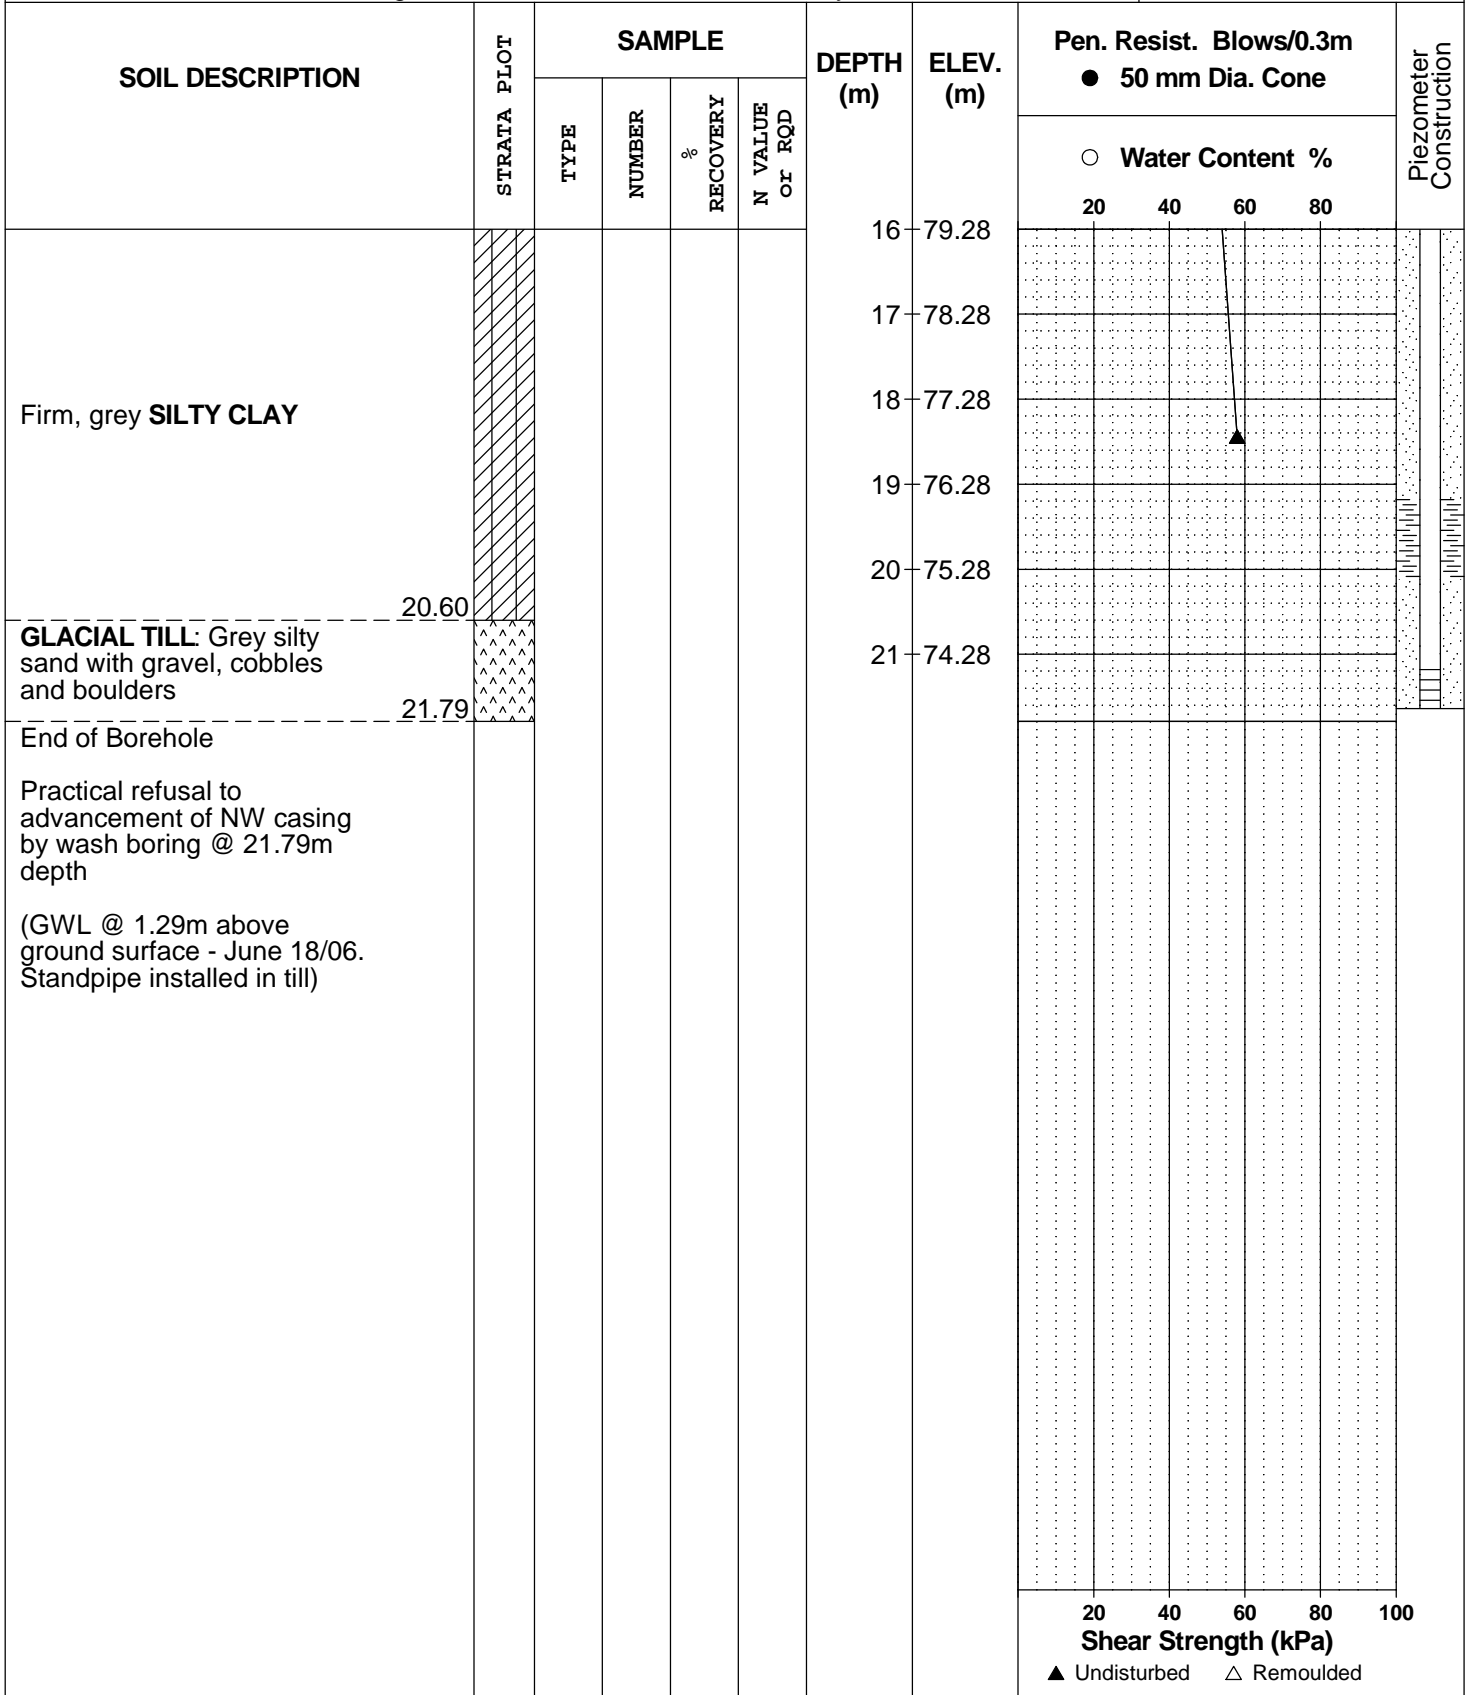 SOIL DESCRIPTION
STRATA PLOT
SAMPLE
TYPE
NUMBER
% RECOVERY
N VALUE or RQD
DEPTH (m)
ELEV. (m)
Pen. Resist. Blows/0.3m
● 50 mm Dia. Cone
○ Water Content %
20 40 60 80
Piezometer Construction
16 79.28
17 78.28
Firm, grey SILTY CLAY
18 77.28
19 76.28
20 75.28
20.60
GLACIAL TILL: Grey silty
sand with gravel, cobbles
and boulders
21 74.28
21.79
End of Borehole
Practical refusal to
advancement of NW casing
by wash boring @ 21.79m
depth
(GWL @ 1.29m above
ground surface - June 18/06.
Standpipe installed in till)
20 40 60 80 100
Shear Strength (kPa)
▲ Undisturbed △ Remoulded